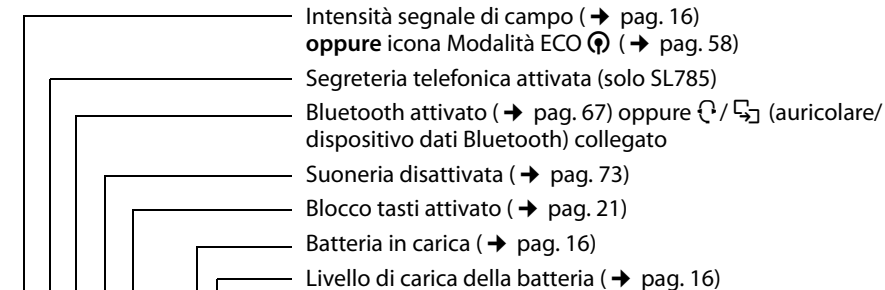 Intensità segnale di campo (➔ pag. 16)
oppure icona Modalità ECO (➔ pag. 58)
Segreteria telefonica attivata (solo SL785)
Bluetooth attivato (➔ pag. 67) oppure / (auricolare/
dispositivo dati Bluetooth) collegato
Suoneria disattivata (➔ pag. 73)
Blocco tasti attivato (➔ pag. 21)
Batteria in carica (➔ pag. 16)
Livello di carica della batteria (➔ pag. 16)